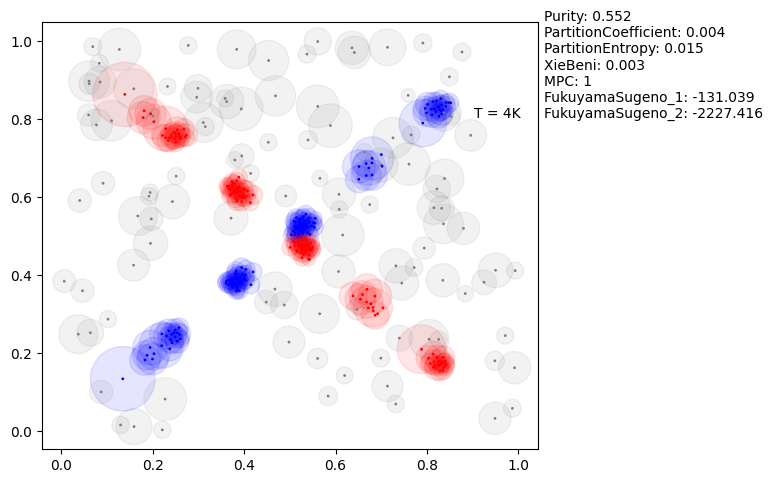 Purity: 0.552
PartitionCoefficient: 0.004
PartitionEntropy: 0.015
XieBeni: 0.003
MPC: 1
FukuyamaSugeno_1: -131.039
FukuyamaSugeno_2: -2227.416
T = 4K
1.0
0.8
0.6
0.4
0.2
0.0
0.0 0.2 0.4 0.6 0.8 1.0